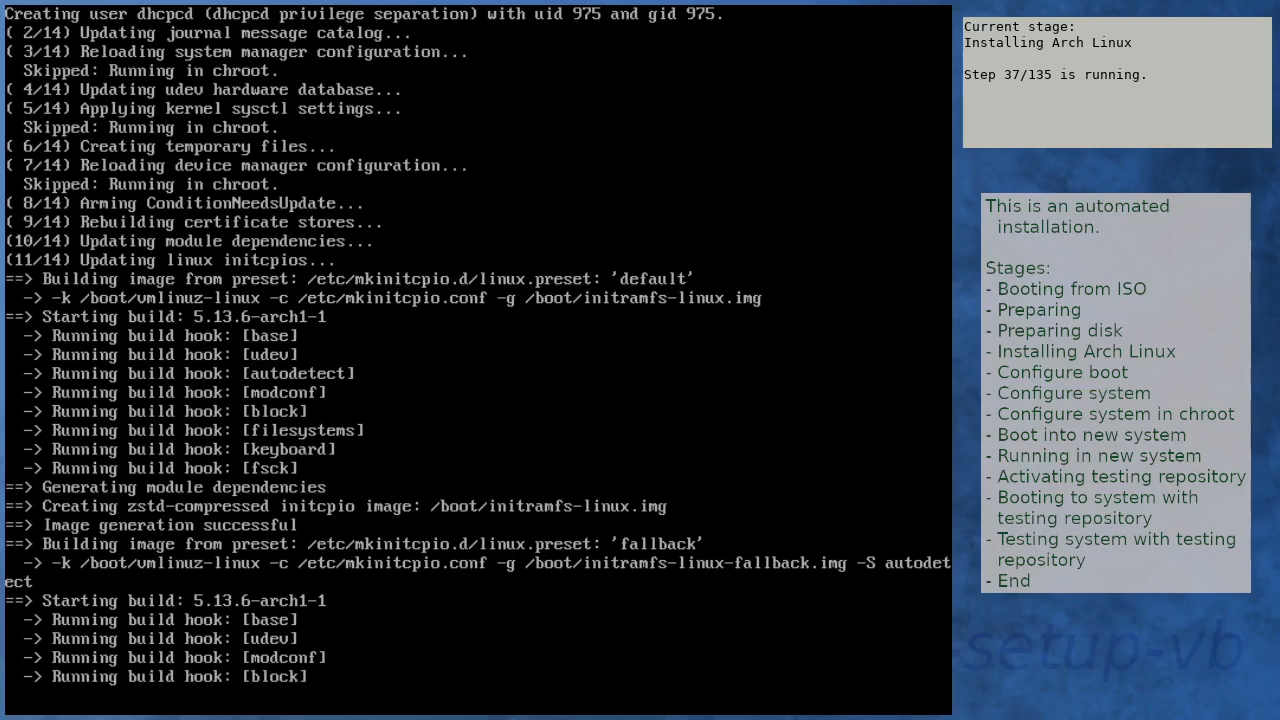 Creating user dhcpcd (dhcpcd privilege separation) with uid 975 and gid 975.
( 2/14) Updating journal message catalog...
( 3/14) Reloading system manager configuration...
  Skipped: Running in chroot.
( 4/14) Updating udev hardware database...
( 5/14) Applying kernel sysctl settings...
  Skipped: Running in chroot.
( 6/14) Creating temporary files...
( 7/14) Reloading device manager configuration...
  Skipped: Running in chroot.
( 8/14) Arming ConditionNeedsUpdate...
( 9/14) Rebuilding certificate stores...
(10/14) Updating module dependencies...
(11/14) Updating linux initcpios...
==> Building image from preset: /etc/mkinitcpio.d/linux.preset: 'default'
  -> -k /boot/vmlinuz-linux -c /etc/mkinitcpio.conf -g /boot/initramfs-linux.img
==> Starting build: 5.13.6-arch1-1
  -> Running build hook: [base]
  -> Running build hook: [udev]
  -> Running build hook: [autodetect]
  -> Running build hook: [modconf]
  -> Running build hook: [block]
  -> Running build hook: [filesystems]
  -> Running build hook: [keyboard]
  -> Running build hook: [fsck]
==> Generating module dependencies
==> Creating zstd-compressed initcpio image: /boot/initramfs-linux.img
==> Image generation successful
==> Building image from preset: /etc/mkinitcpio.d/linux.preset: 'fallback'
  -> -k /boot/vmlinuz-linux -c /etc/mkinitcpio.conf -g /boot/initramfs-linux-fallback.img -S autodet
ect
==> Starting build: 5.13.6-arch1-1
  -> Running build hook: [base]
  -> Running build hook: [udev]
  -> Running build hook: [modconf]
  -> Running build hook: [block]
Current stage:
Installing Arch Linux
Step 37/135 is running.
This is an automated
installation.
Stages:
- Booting from ISO
- Preparing
- Preparing disk
- Installing Arch Linux
- Configure boot
- Configure system
- Configure system in chroot
- Boot into new system
- Running in new system
- Activating testing repository
- Booting to system with
testing repository
- Testing system with testing
repository
- End
-setup-vb